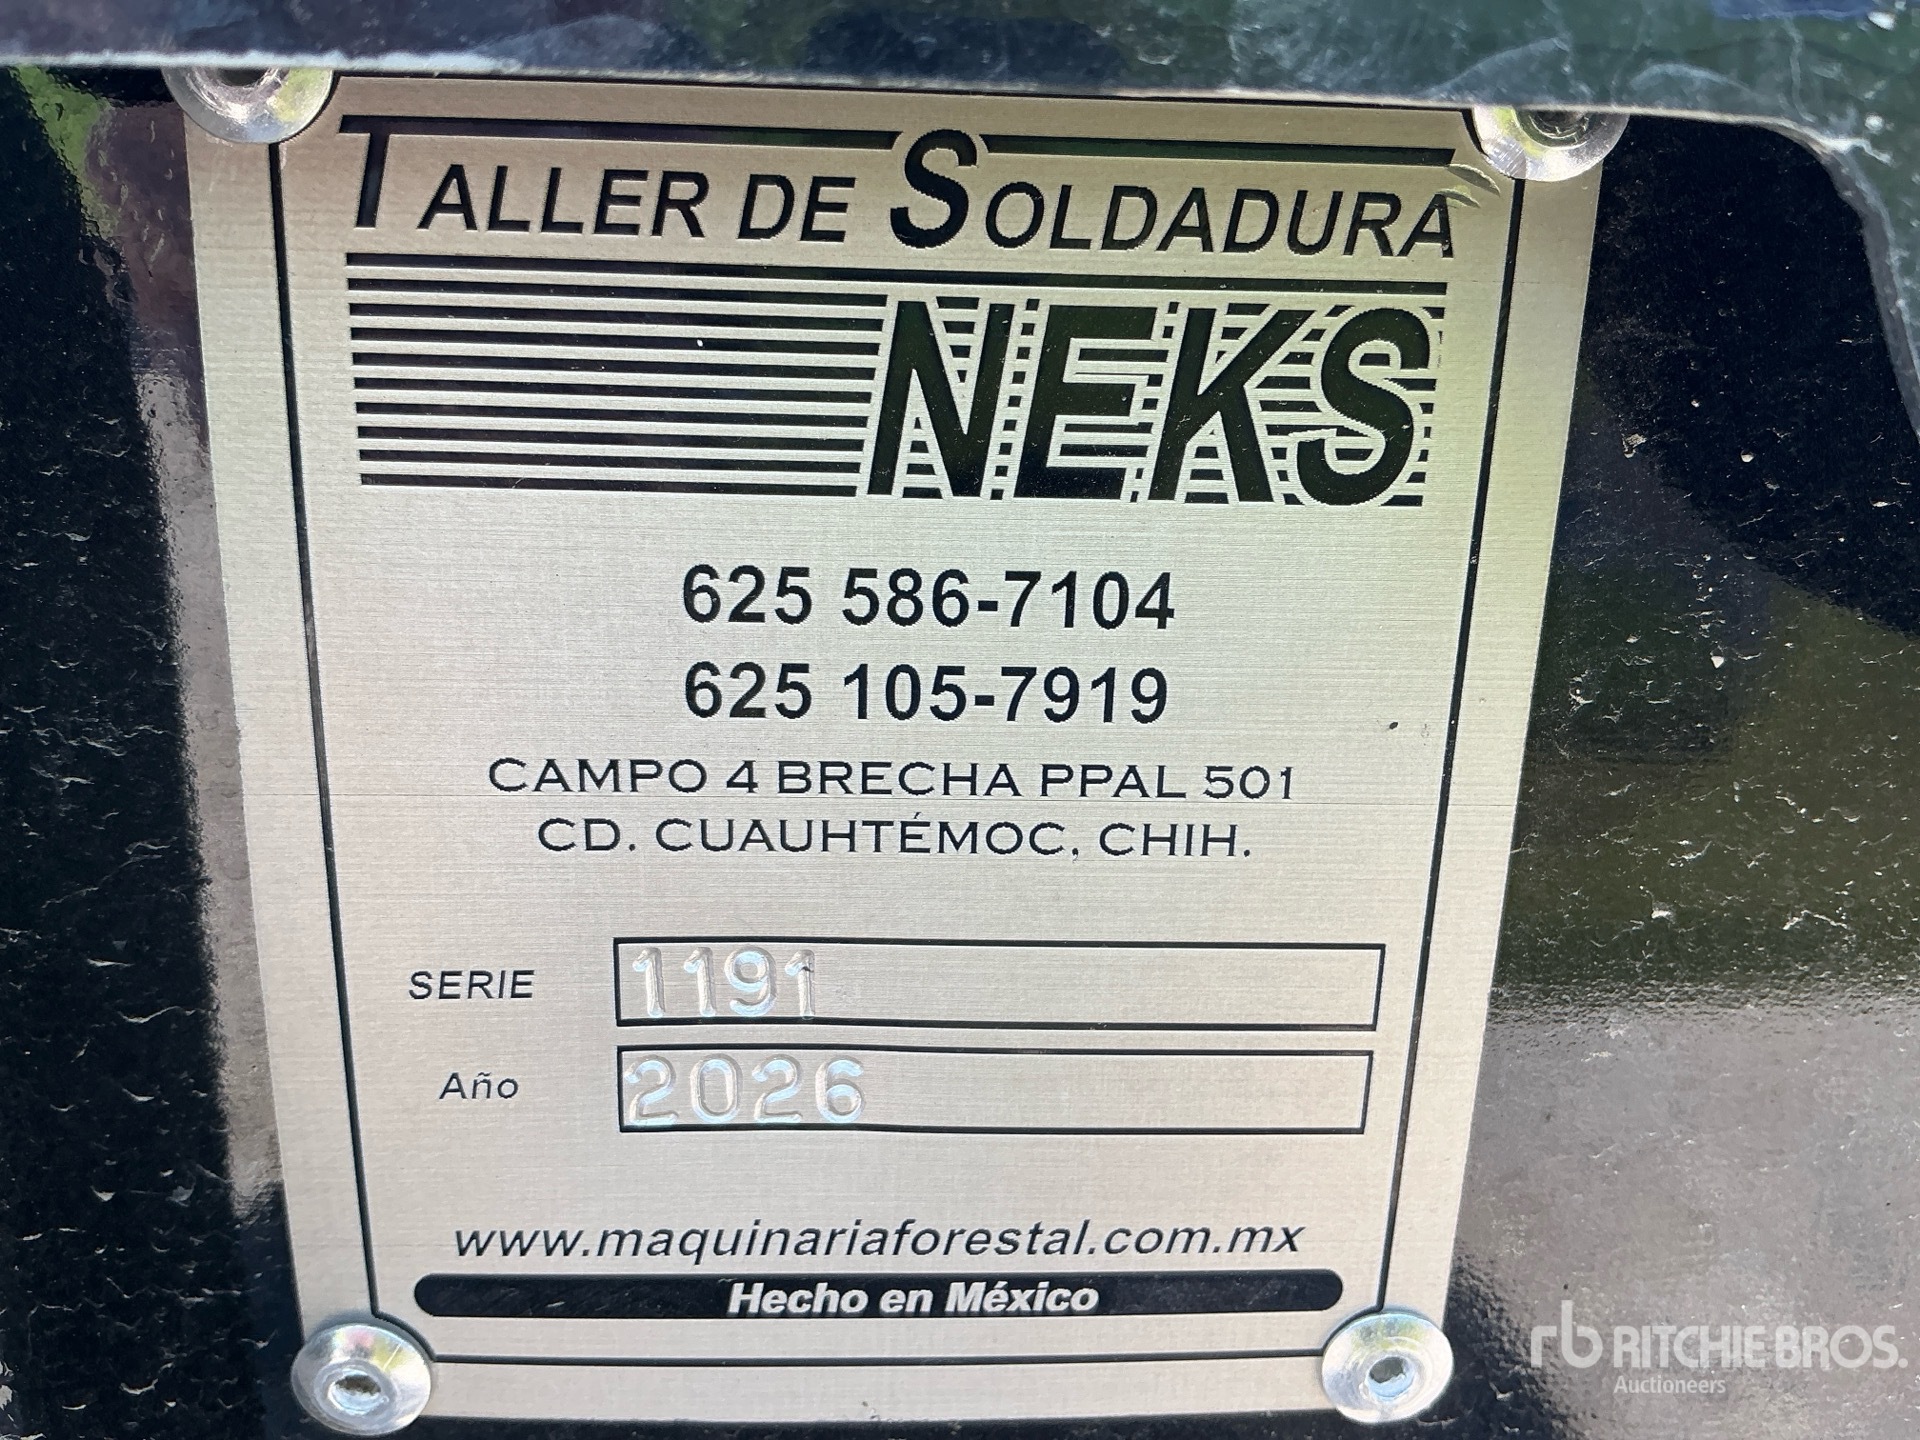 TALLER DE SOLDADURA
NEKS
625 586-7104
625 105-7919
CAMPO 4 BRECHA PPAL 501
CD. CUAUHTÉMOC, CHIH.
SERIE 1191
Año 2026
www.maquinariaforestal.com.mx
Hecho en México
rb RITCHIE BROS.
Auctioneers